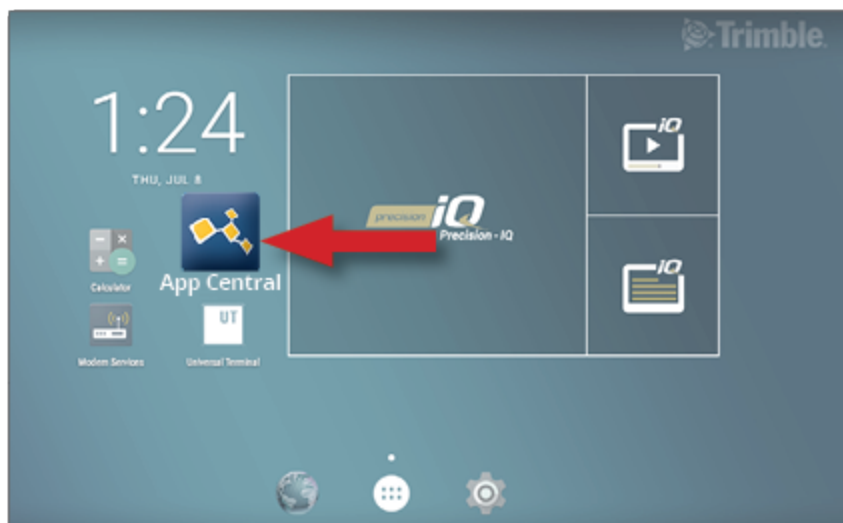 Trimble.
1:24
THU, JUL 8
iQ
precision iQ
Precision - IQ
Calculator
App Central
iQ
Modem Services
UT
Universal Terminal